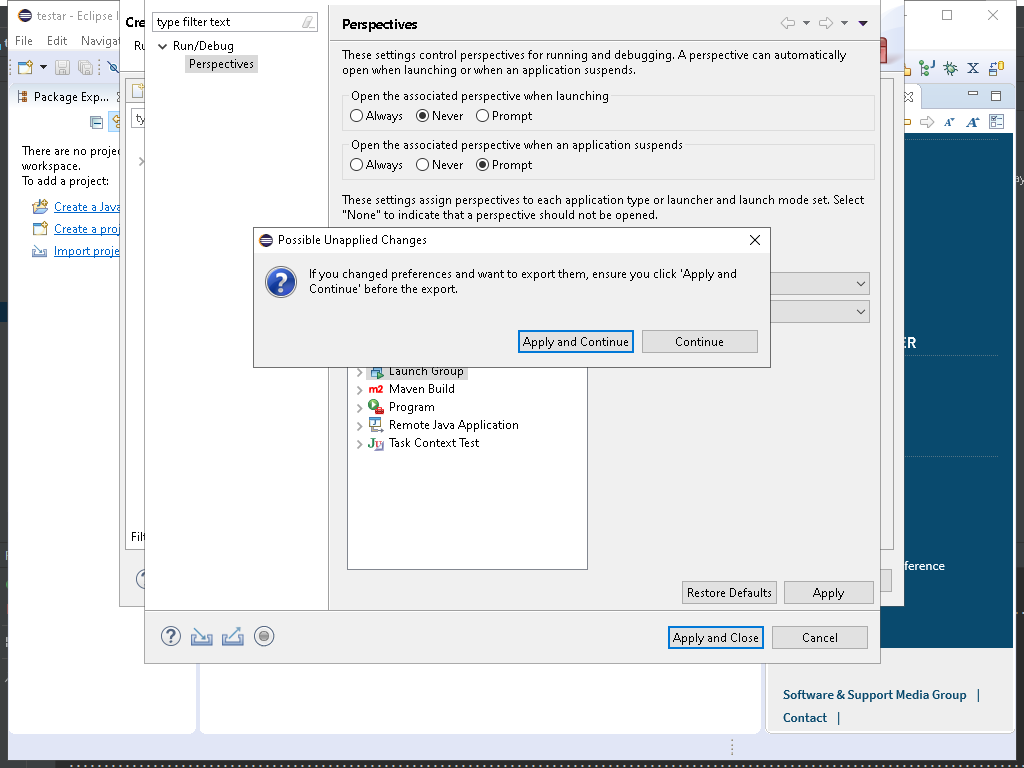 testar - Eclipse I
File Edit Navigat
Package Exp...
There are no proje
workspace.
To add a project:
Create a Java
Create a proj
Import proje
Cre
Ru
ty
Filt
type filter text
Run/Debug
Perspectives
Perspectives
These settings control perspectives for running and debugging. A perspective can automatically
open when launching or when an application suspends.
Open the associated perspective when launching
Always Never Prompt
Open the associated perspective when an application suspends
Always Never Prompt
These settings assign perspectives to each application type or launcher and launch mode set. Select
"None" to indicate that a perspective should not be opened.
Possible Unapplied Changes
If you changed preferences and want to export them, ensure you click 'Apply and
Continue' before the export.
Apply and Continue Continue
Launch Group
m2 Maven Build
Program
Remote Java Application
Ju Task Context Test
Restore Defaults Apply
Apply and Close Cancel
ER
ference
Software & Support Media Group |
Contact |